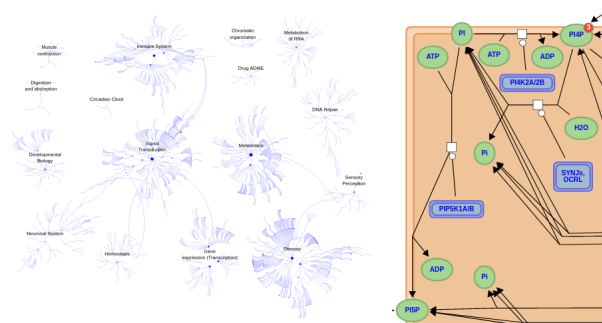 Muscle
contraction
Immune System
Chromatin
organization
Metabolism
of RNA
Drug ADME
Digestion
and absorption
Circadian Clock
DNA Repair
Signal
Transduction
Metabolism
Developmental
Biology
Sensory
Perception
Neuronal System
Hemostasis
Gene
expression (Transcription)
Disease
PI
PI4P
3
ATP
ATP
ADP
PI4K2A/2B
H2O
Pi
SYNJs,
OCRL
PIP5K1A/B
ADP
Pi
PI5P